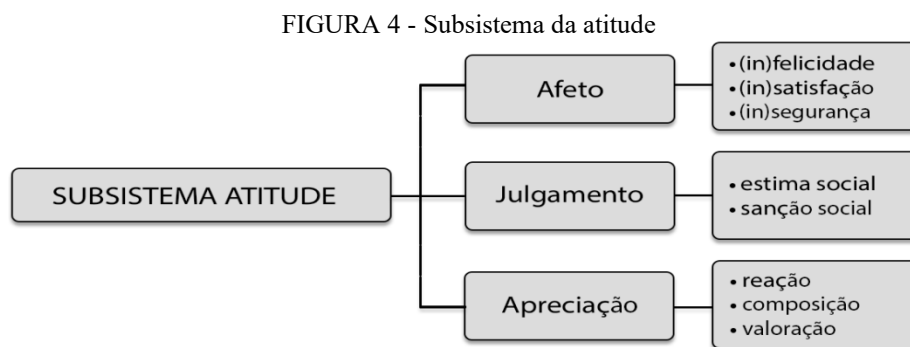 FIGURA 4 - Subsistema da atitude
SUBSISTEMA ATITUDE
Afeto
• (in)felicidade
• (in)satisfação
• (in)segurança
Julgamento
• estima social
• sanção social
Apreciação
• reação
• composição
• valoração